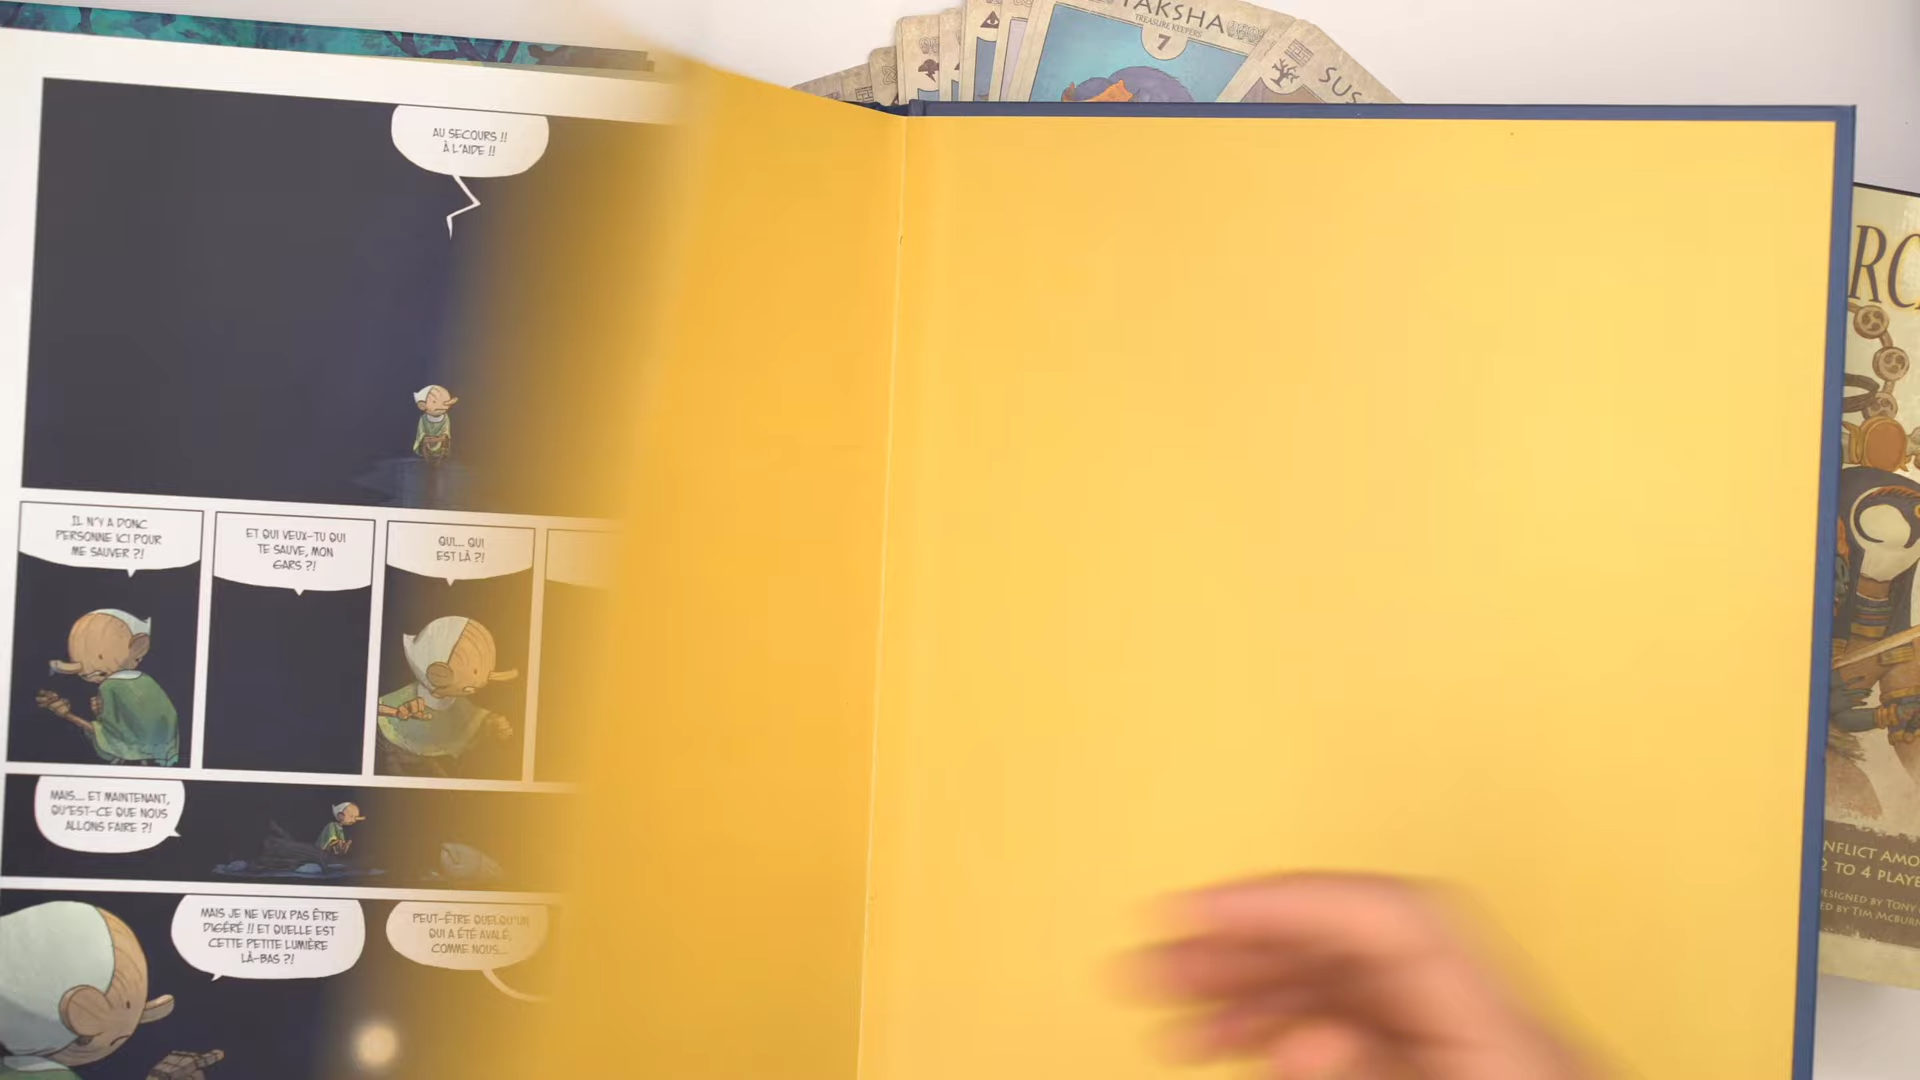 AU SECOURS !!
À L'AIDE !!
IL N'Y A DONC
PERSONNE ICI POUR
ME SAUVER ?!
ET QUI VEUX-TU QUI
TE SAUVE, MON
GARS ?!
QUI... QUI
EST LÀ ?!
MAIS... ET MAINTENANT,
QU'EST-CE QUE NOUS
ALLONS FAIRE ?!
MAIS JE NE VEUX PAS ÊTRE
DIGÉRÉ !! ET QUELLE EST
CETTE PETITE LUMIÈRE
LÀ-BAS ?!
PEUT-ÊTRE QUELQU'UN
QUI A ÉTÉ AVALÉ,
COMME NOUS...
YAKSHA
TREASURE KEEPERS
7
SUS
RC
NFLICT AMO
2 TO 4 PLAYE
ESIGNED BY TONY
ED BY TIM MCBURN